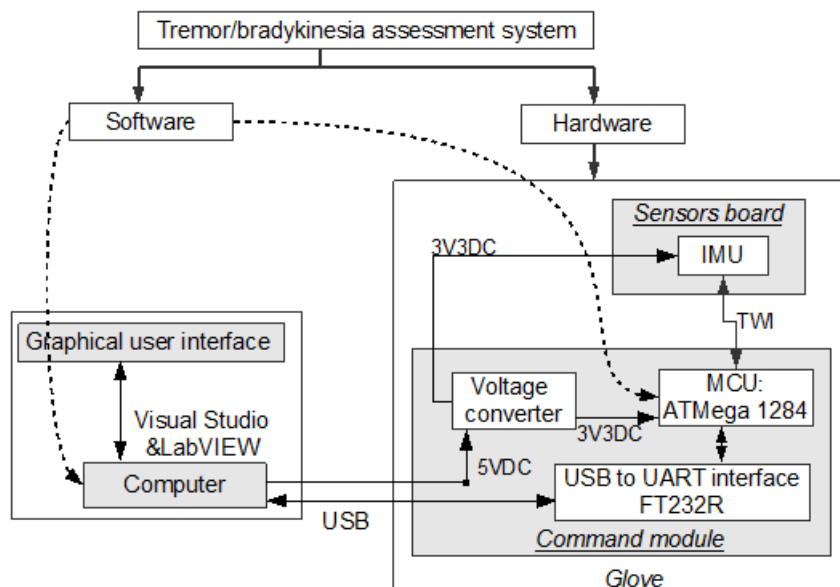 Tremor/bradykinesia assessment system
Software
Hardware
Sensors board
3V3DC
IMU
TWI
Graphical user interface
Voltage
converter
MCU:
ATMega 1284
Visual Studio
&LabVIEW
3V3DC
5VDC
Computer
USB to UART interface
FT232R
USB
Command module
Glove